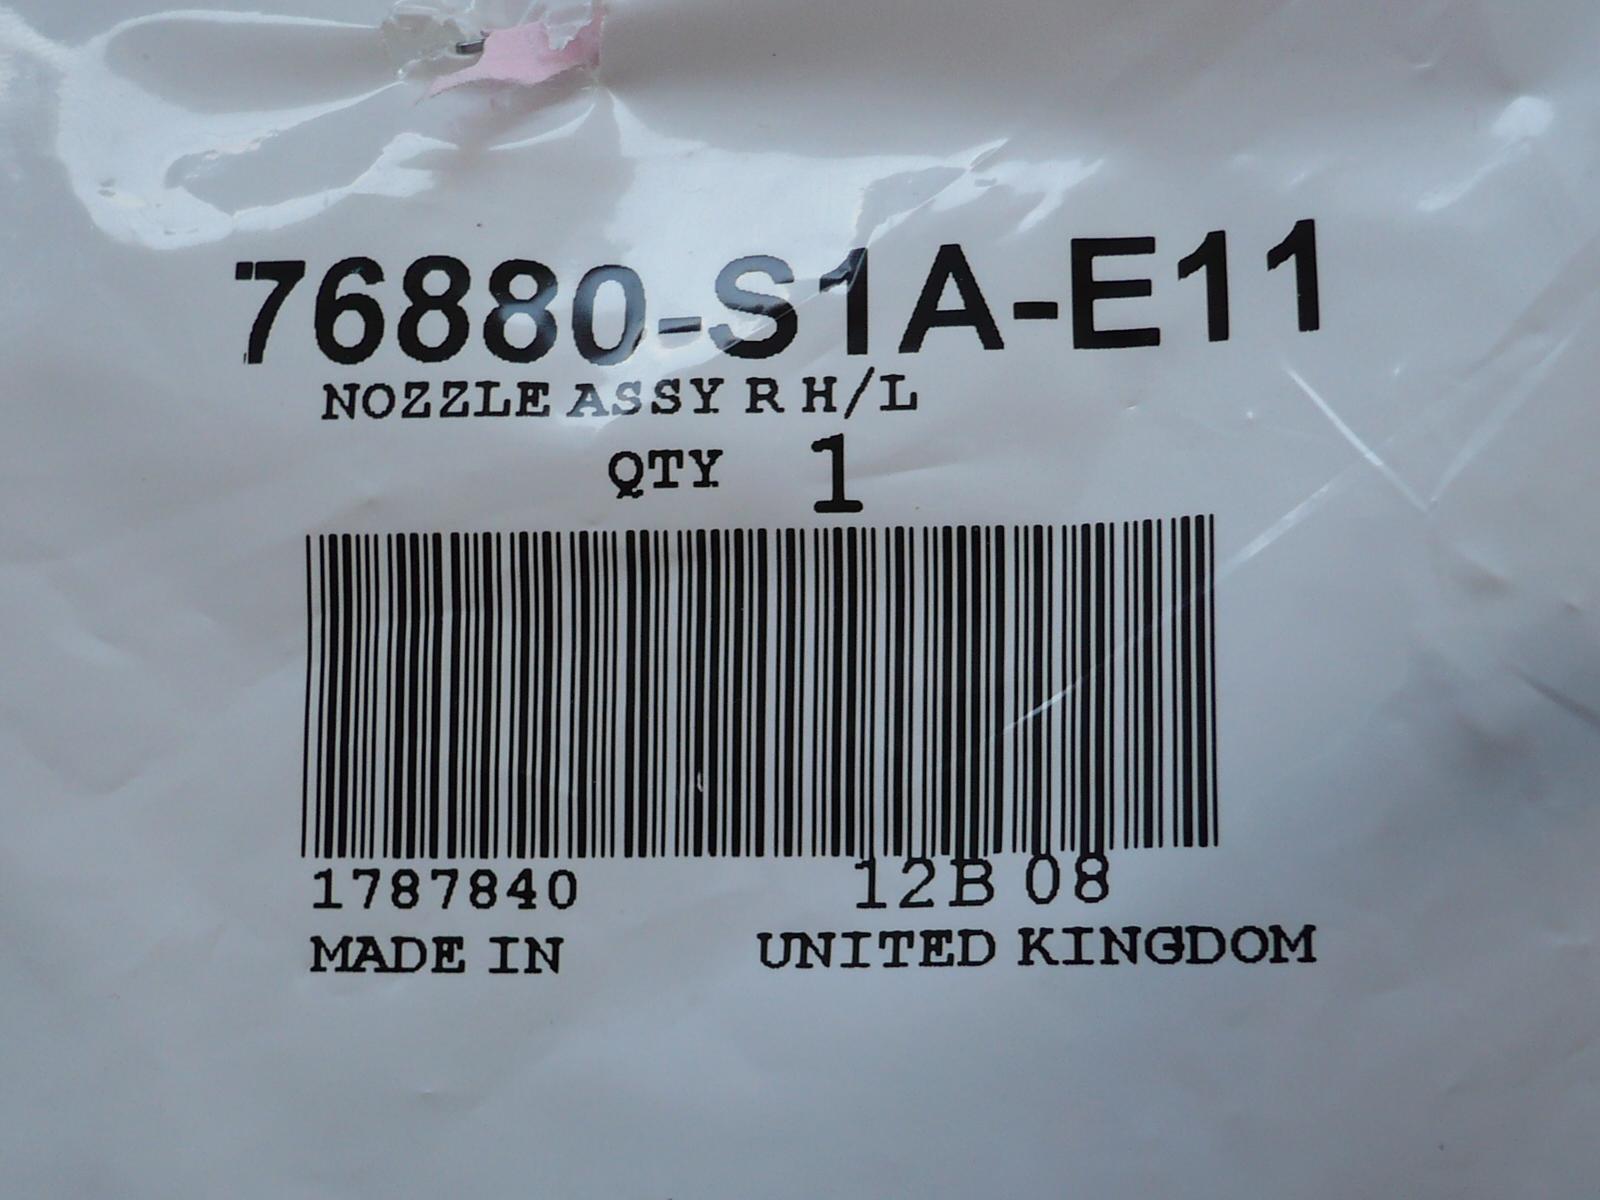 76880-S1A-E11
NOZZLE ASSY R H/L
QTY 1
1787840 12B 08
MADE IN UNITED KINGDOM